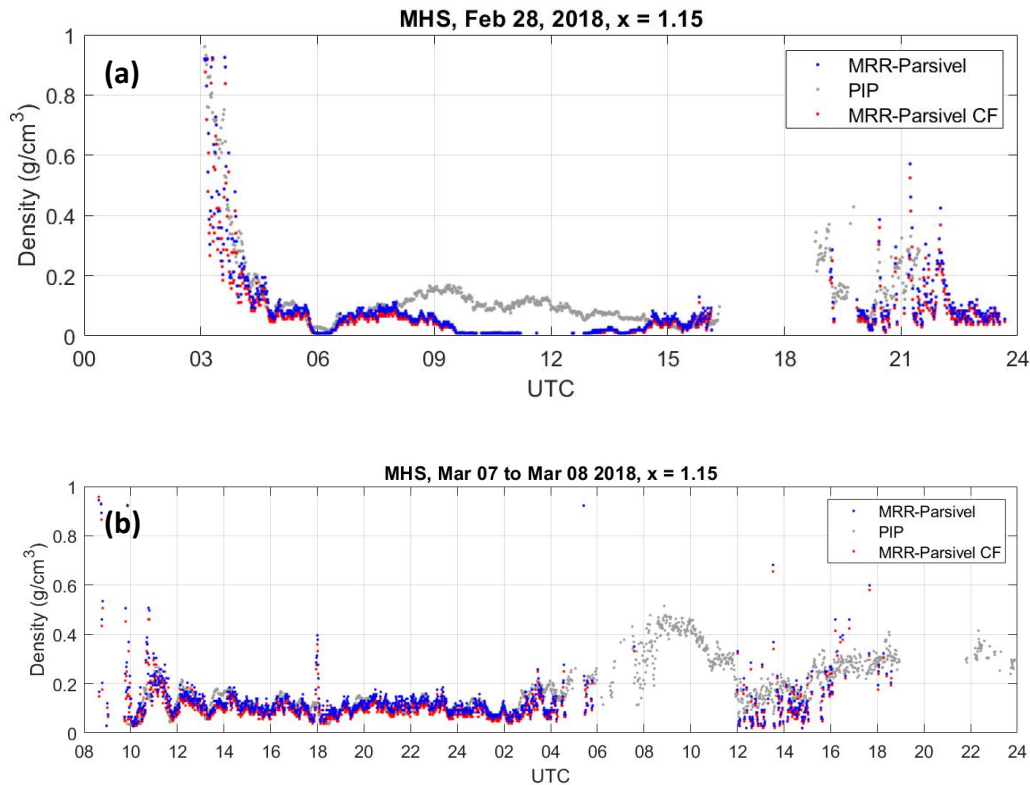 MHS, Feb 28, 2018, x = 1.15
(a)
MRR-Parsivel
PIP
MRR-Parsivel CF
Density (g/cm³)
1
0.8
0.6
0.4
0.2
0
00 03 06 09 12 15 18 21 24
UTC
MHS, Mar 07 to Mar 08 2018, x = 1.15
(b)
MRR-Parsivel
PIP
MRR-Parsivel CF
Density (g/cm³)
1
0.8
0.6
0.4
0.2
0
08 10 12 14 16 18 20 22 24 02 04 06 08 10 12 14 16 18 20 22 24
UTC